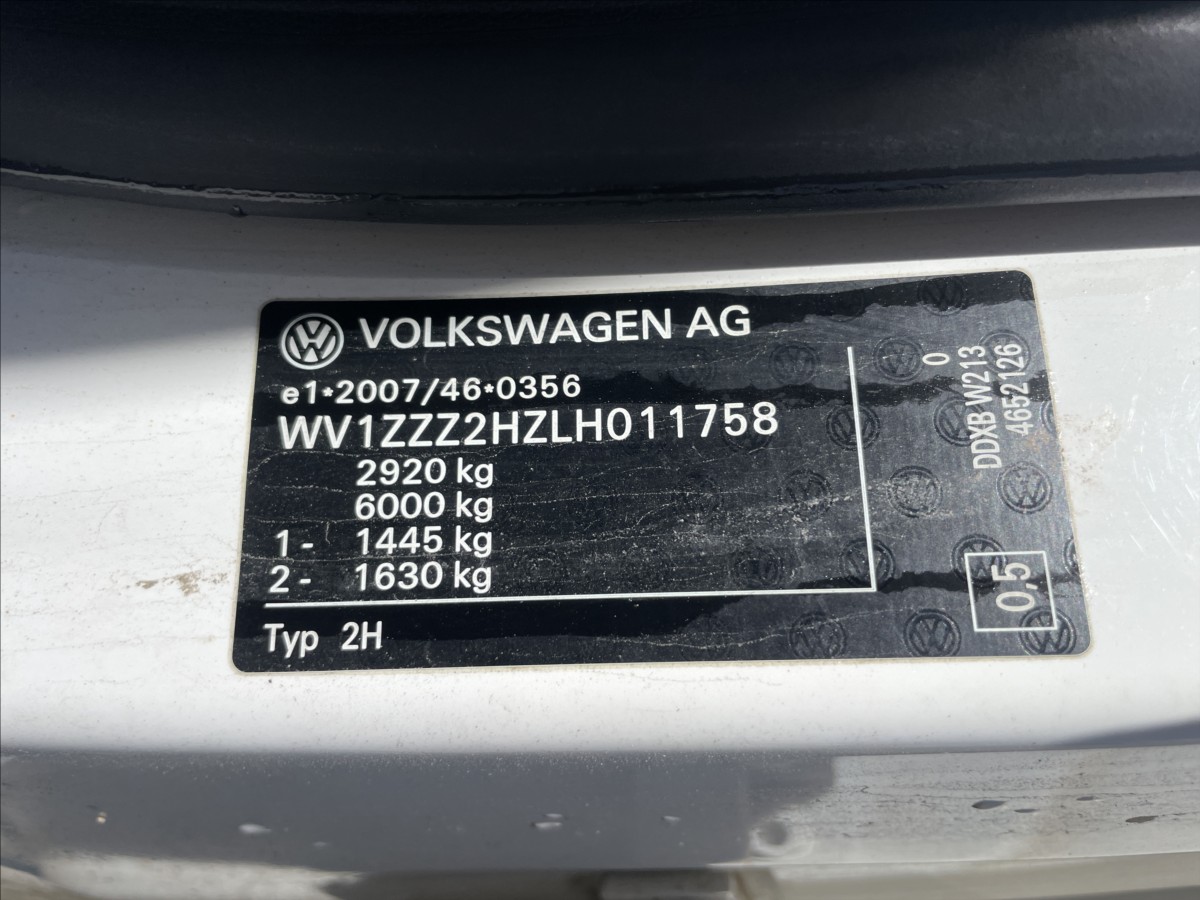 VOLKSWAGEN AG
e1*2007/46*0356
WV1ZZZ2HZLH011758
2920 kg
6000 kg
1- 1445 kg
2- 1630 kg
Typ 2H
0
DDXB W213
4652126
0,5